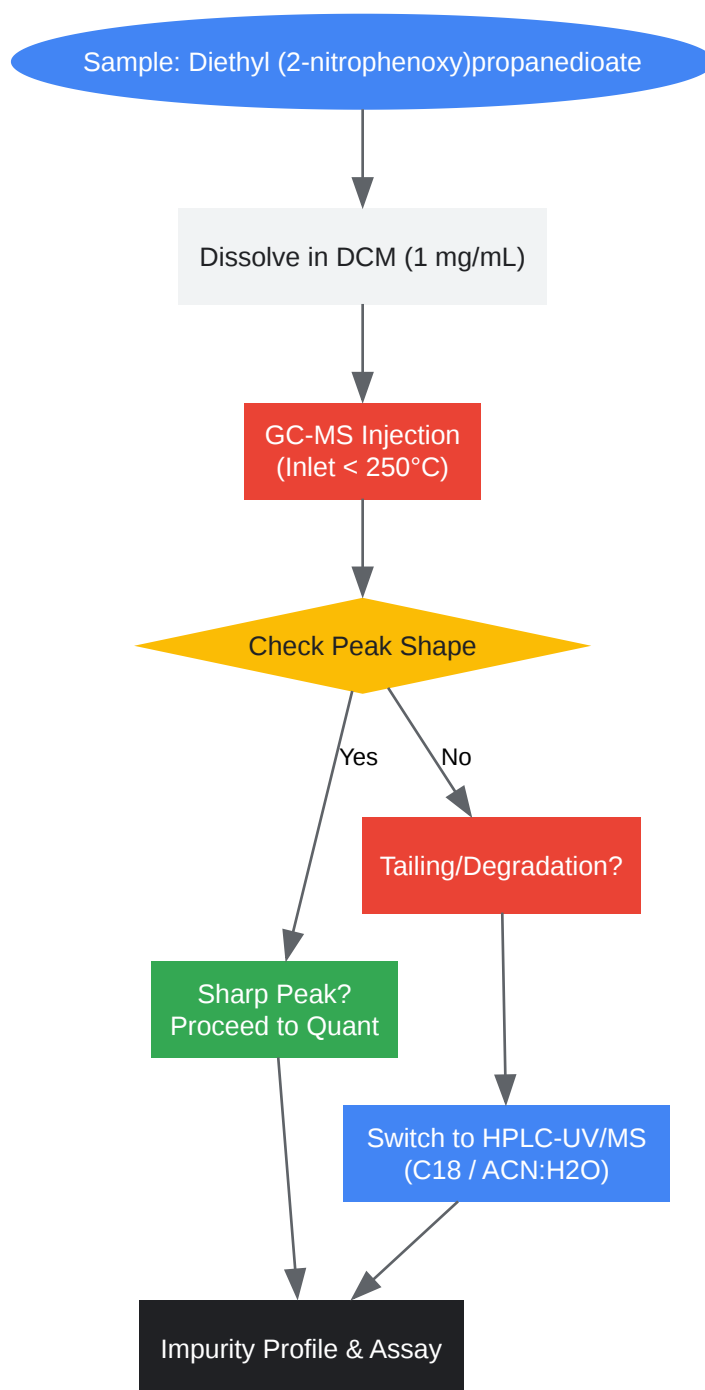 Sample: Diethyl (2-nitrophenoxy)propanedioate
Dissolve in DCM (1 mg/mL)
GC-MS Injection
(Inlet < 250°C)
Check Peak Shape
Yes
No
Tailing/Degradation?
Sharp Peak?
Proceed to Quant
Switch to HPLC-UV/MS
(C18 / ACN:H2O)
Impurity Profile & Assay